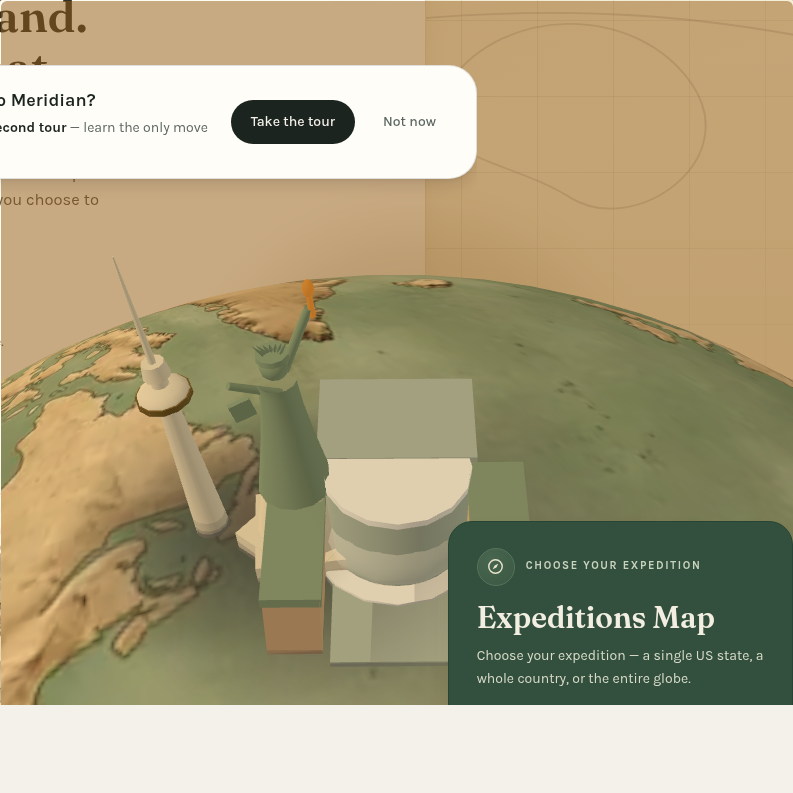 and.
o Meridian?
econd tour — learn the only move
Take the tour
Not now
you choose to
CHOOSE YOUR EXPEDITION
Expeditions Map
Choose your expedition — a single US state, a
whole country, or the entire globe.